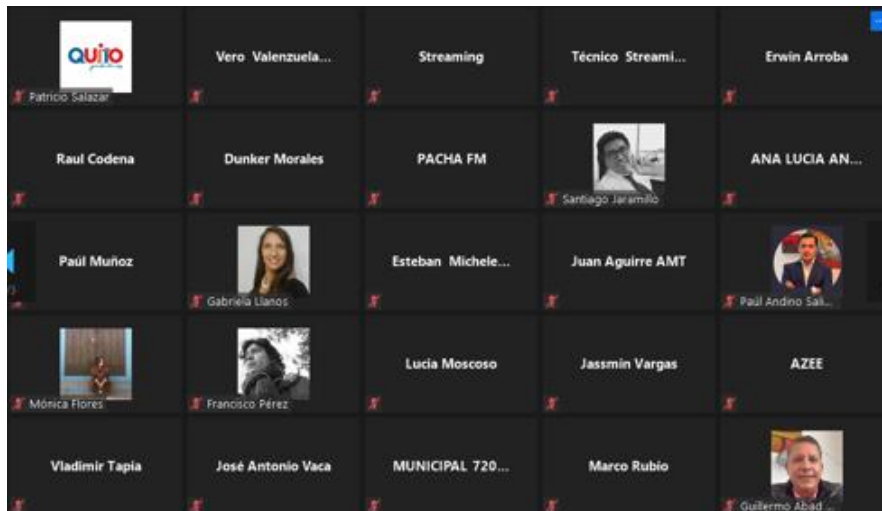 QUITO
Patricio Salazar
Vero Valenzuela...
Streaming
Técnico Streami...
Erwin Arroba
Raul Codena
Dunker Morales
PACHA FM
Santiago Jaramillo
ANA LUCIA AN...
Paúl Muñoz
Gabriela Llanos
Esteban Michele...
Juan Aguirre AMT
Paúl Andino Sali...
Mónica Flores
Francisco Pérez
Lucia Moscoso
Jassmin Vargas
AZEE
Vladimir Tapia
José Antonio Vaca
MUNICIPAL 720...
Marco Rubio
Guillermo Abad ...